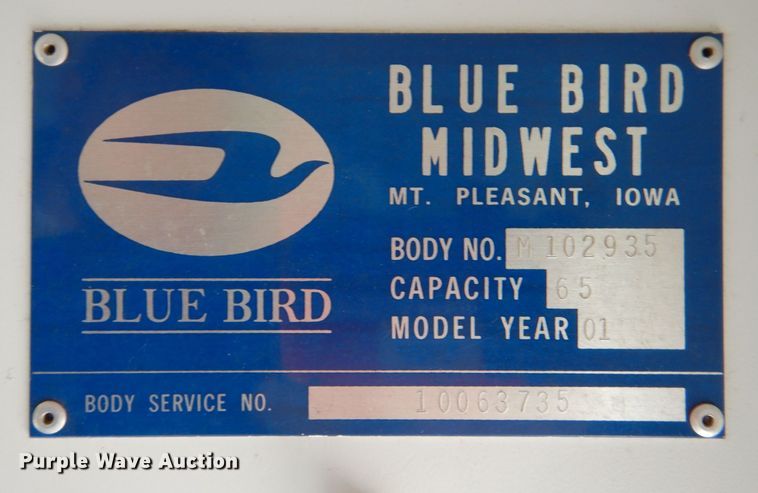 BLUE BIRD
MIDWEST
MT. PLEASANT, IOWA
BODY NO. M 102935
CAPACITY 65
MODEL YEAR 01
BLUE BIRD
BODY SERVICE NO. 10063735
Purple Wave Auction